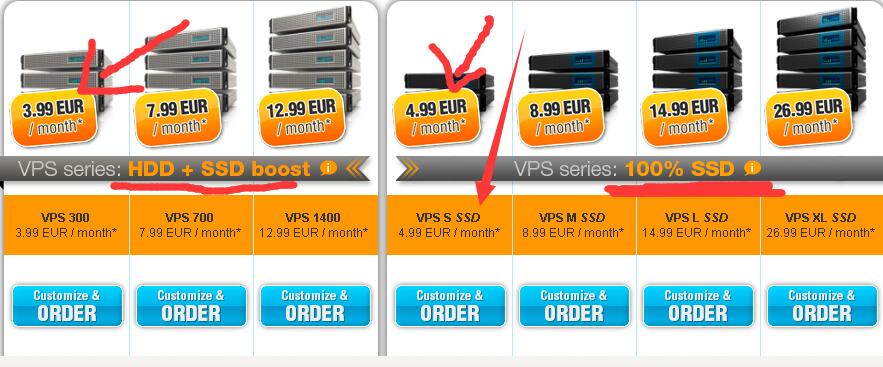 3.99 EUR
/ month*
7.99 EUR
/ month*
12.99 EUR
/ month*
4.99 EUR
/ month*
8.99 EUR
/ month*
14.99 EUR
/ month*
26.99 EUR
/ month*
VPS series: HDD + SSD boost i
VPS series: 100% SSD i
VPS 300
3.99 EUR / month*
VPS 700
7.99 EUR / month*
VPS 1400
12.99 EUR / month*
VPS S SSD
4.99 EUR / month*
VPS M SSD
8.99 EUR / month*
VPS L SSD
14.99 EUR / month*
VPS XL SSD
26.99 EUR / month*
Customize &
ORDER
Customize &
ORDER
Customize &
ORDER
Customize &
ORDER
Customize &
ORDER
Customize &
ORDER
Customize &
ORDER